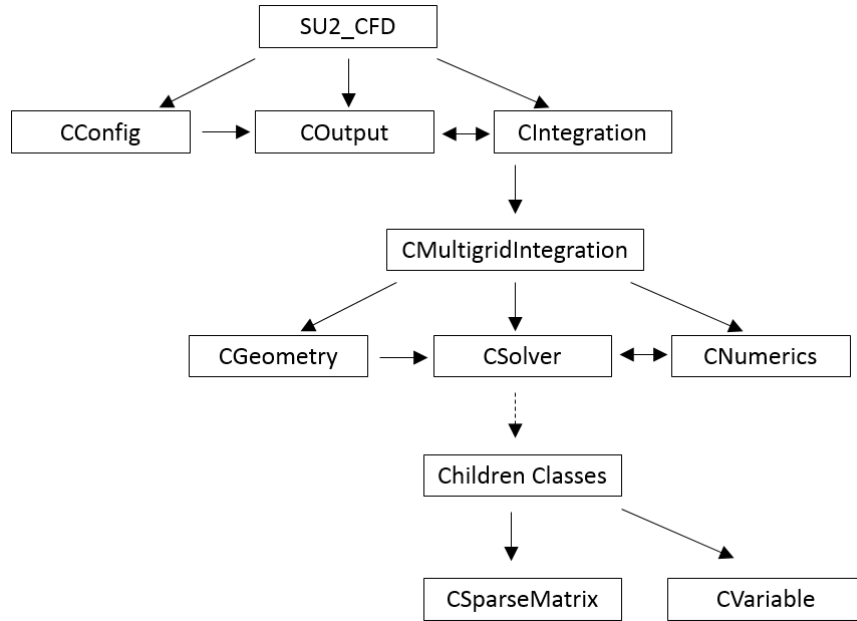 SU2_CFD
CConfig
COutput
CIntegration
CMultigridIntegration
CGeometry
CSolver
CNumerics
Children Classes
CSparseMatrix
CVariable